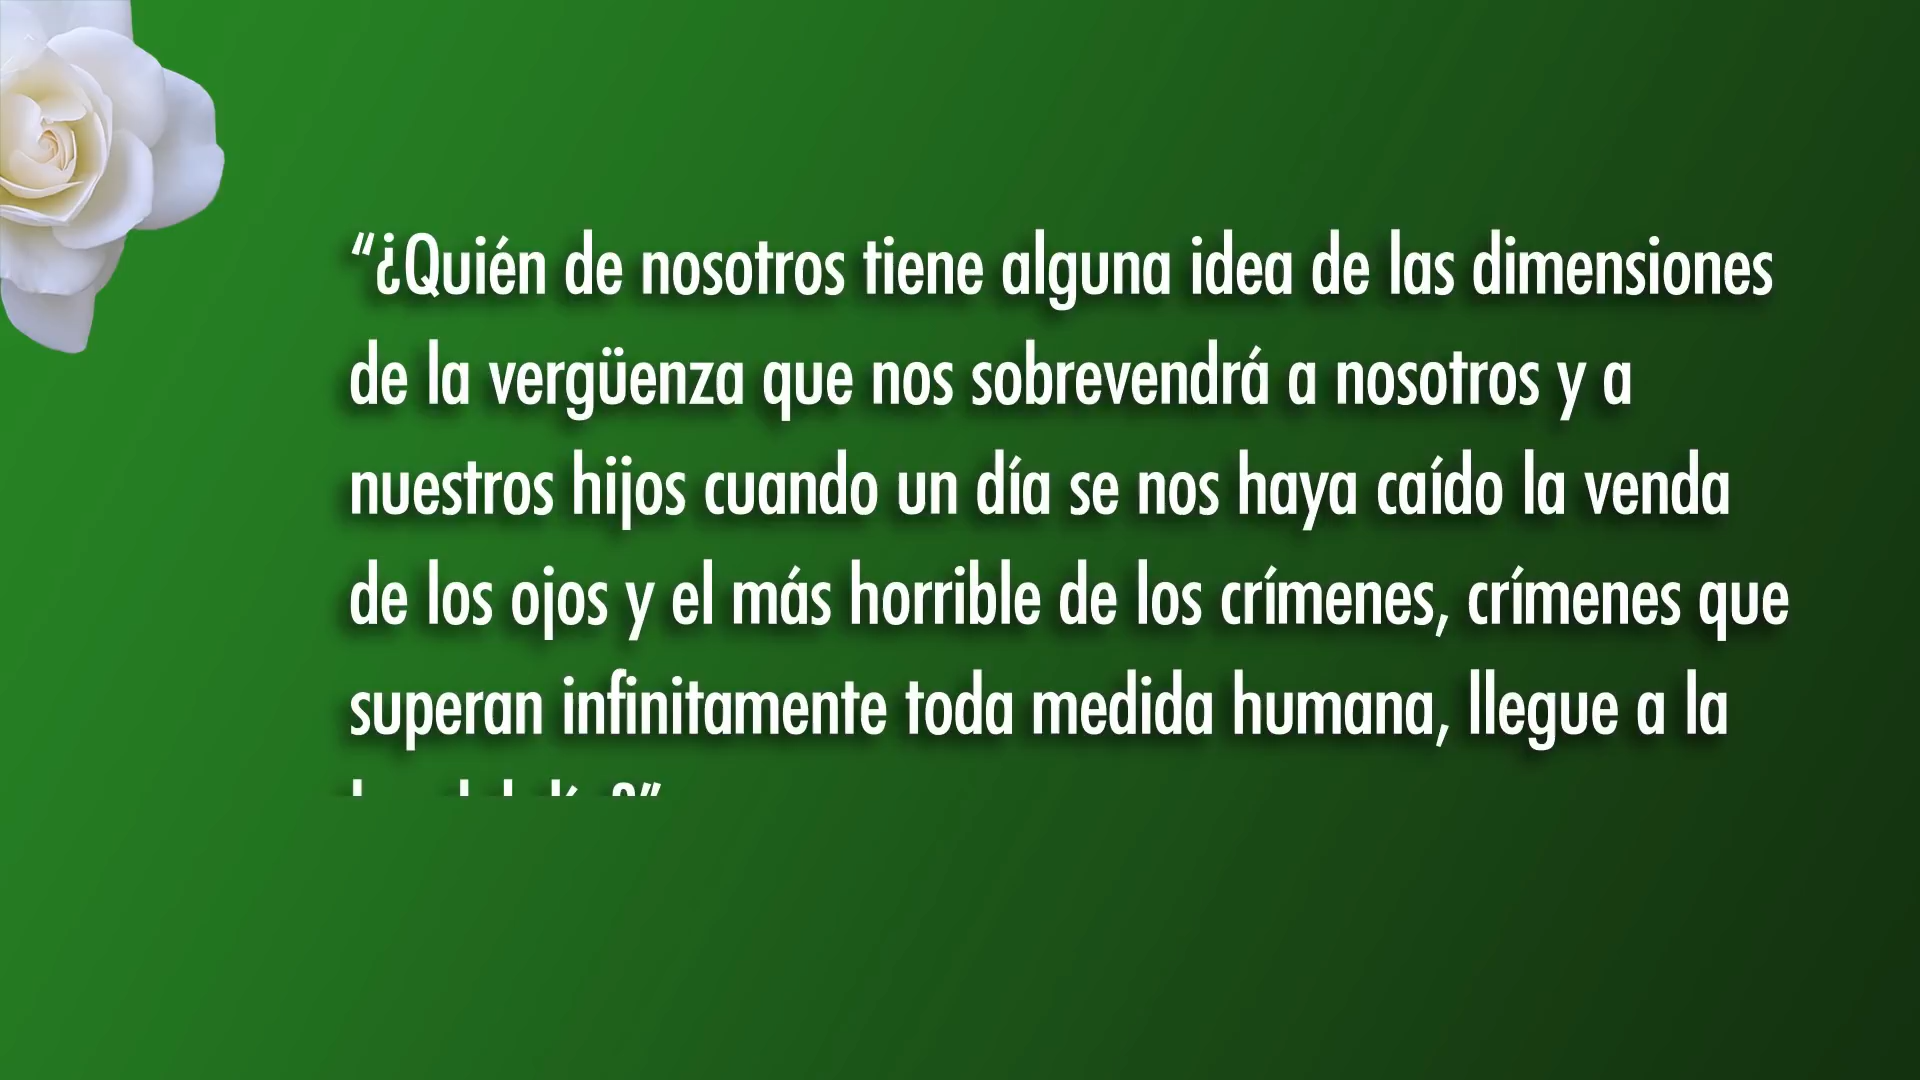 “¿Quién de nosotros tiene alguna idea de las dimensiones
de la vergüenza que nos sobrevendrá a nosotros y a
nuestros hijos cuando un día se nos haya caído la venda
de los ojos y el más horrible de los crímenes, crímenes que
superan infinitamente toda medida humana, llegue a la